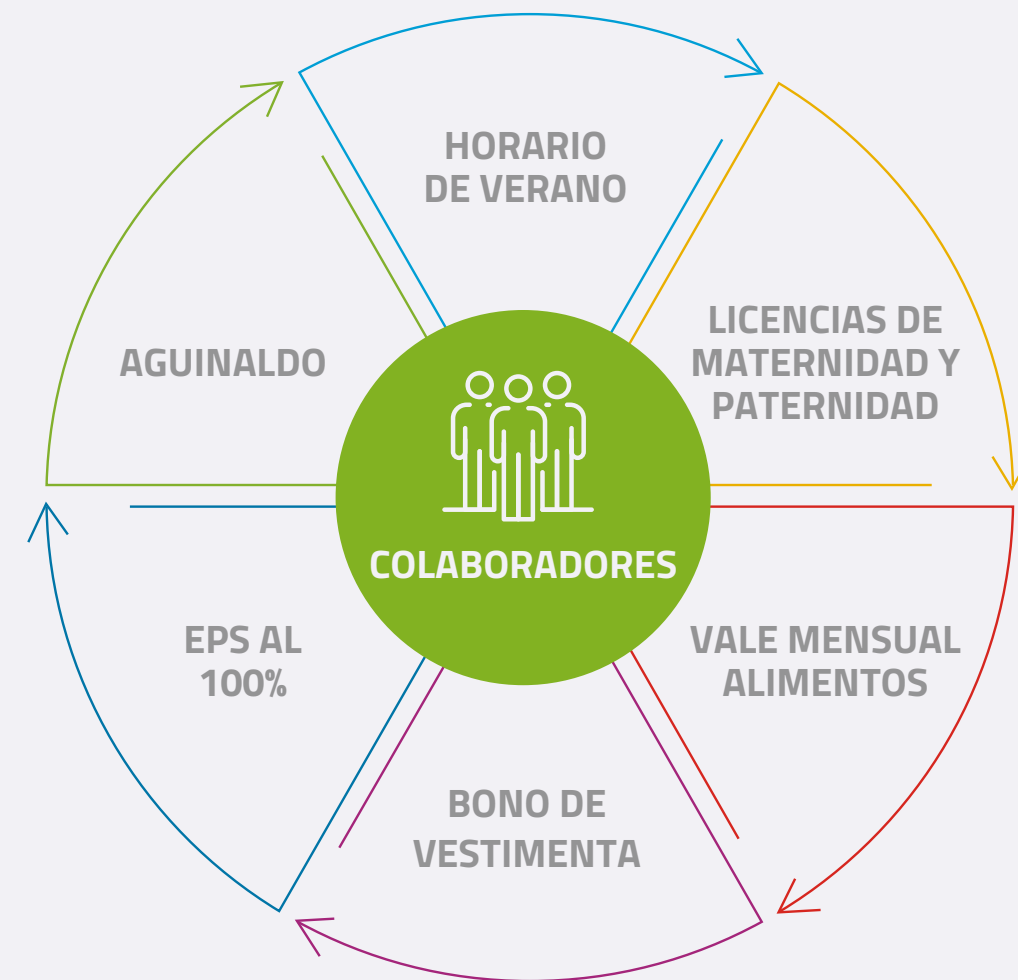 HORARIO
DE VERANO
LICENCIAS DE
MATERNIDAD Y
PATERNIDAD
AGUINALDO
COLABORADORES
EPS AL
100%
VALE MENSUAL
ALIMENTOS
BONO DE
VESTIMENTA